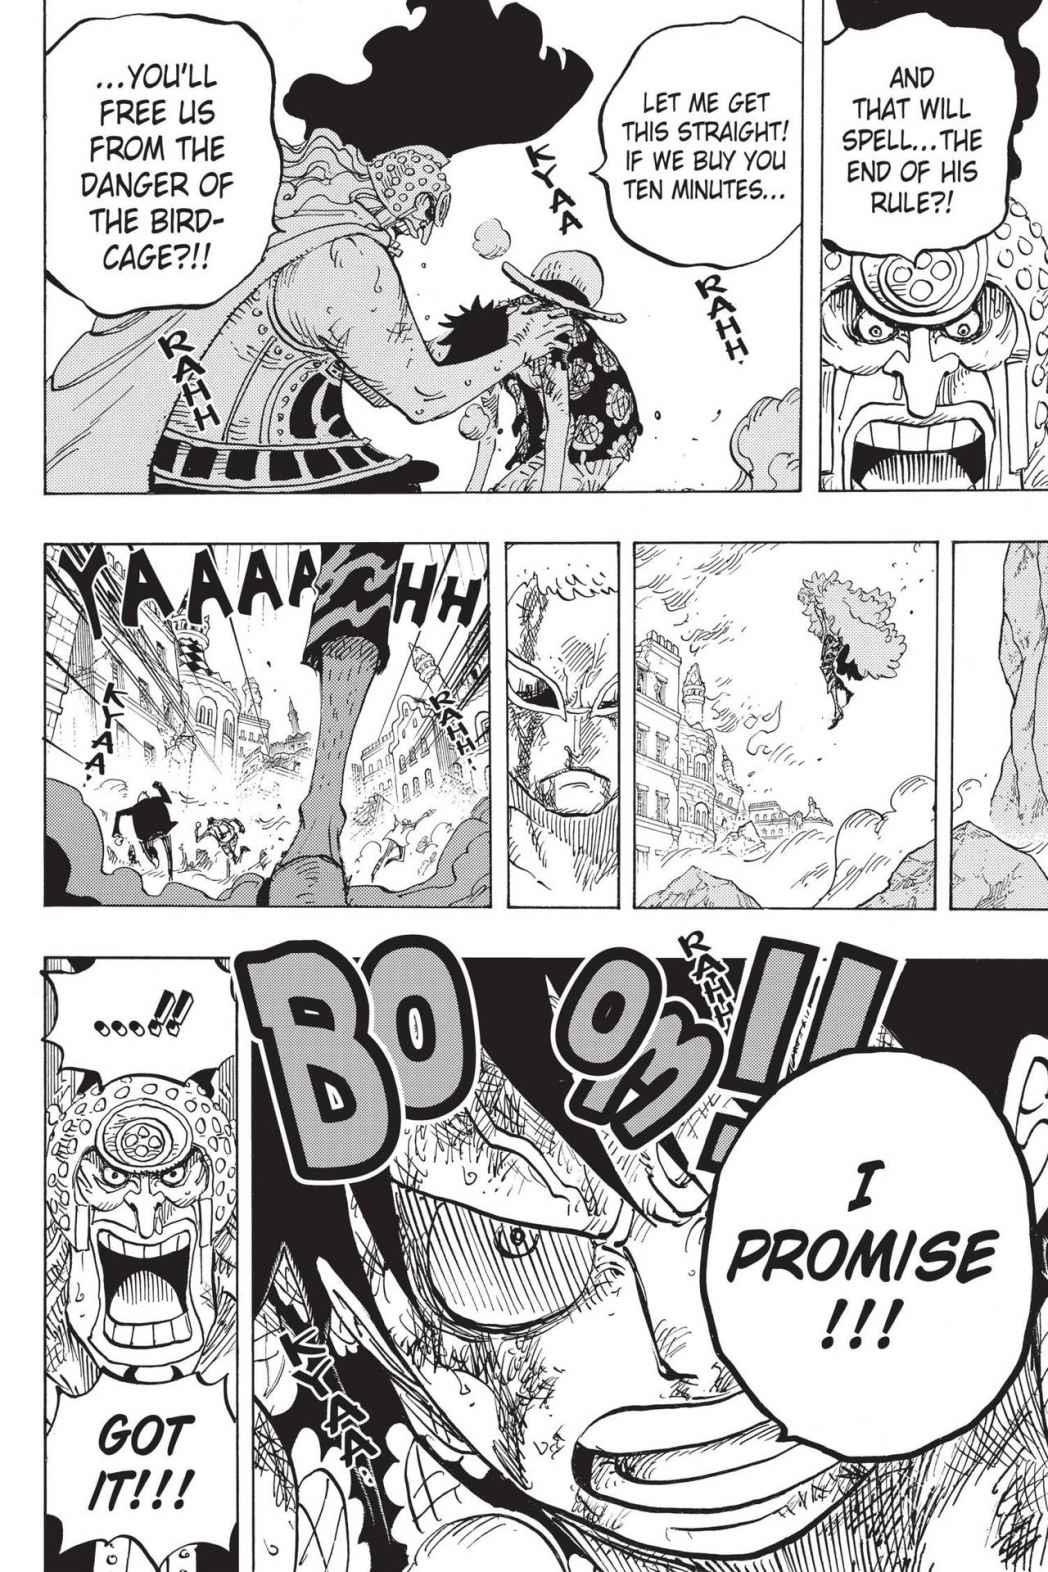 LET ME GET
THIS STRAIGHT!
IF WE BUY YOU
TEN MINUTES...
...YOU'LL
FREE US
FROM THE
DANGER OF
THE BIRD-
CAGE?!!
KYAA
RAHH
RAHH
AND
THAT WILL
SPELL...THE
END OF HIS
RULE?!
YAAAAHH
KYAA
RAHH
BOOM!!
RAHH
I
PROMISE
!!!
KYAA
...!!
GOT
IT!!!